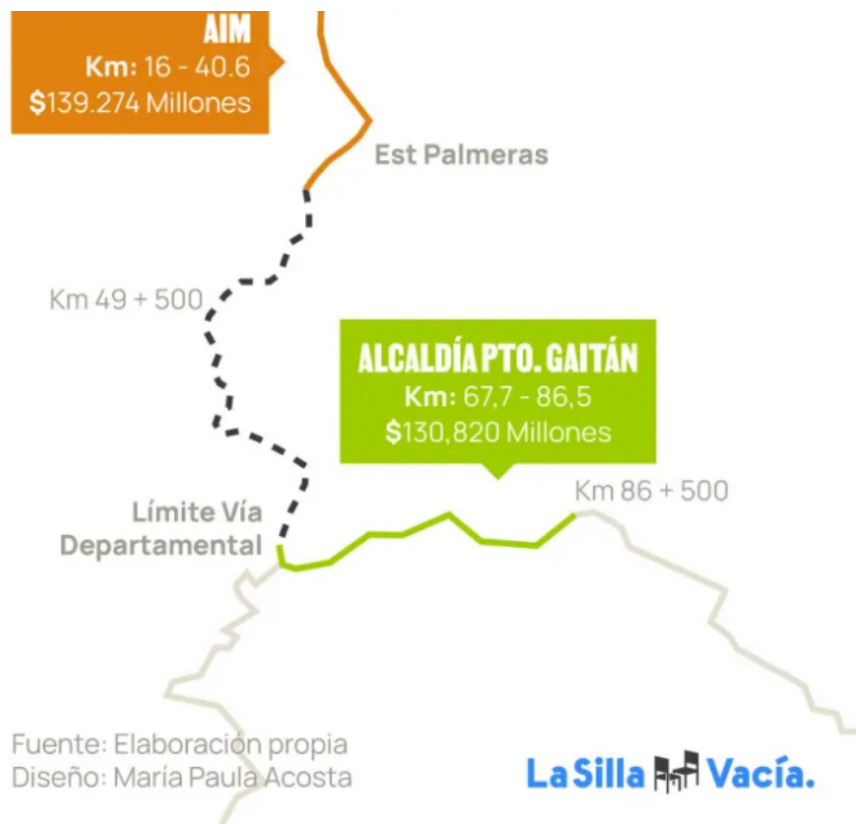 AIM
Km: 16 - 40.6
$139.274 Millones
Est Palmeras
Km 49 + 500
ALCALDÍA PTO. GAITÁN
Km: 67,7 - 86,5
$130,820 Millones
Km 86 + 500
Límite Vía
Departamental
Fuente: Elaboración propia
Diseño: María Paula Acosta
La Silla Vacía.